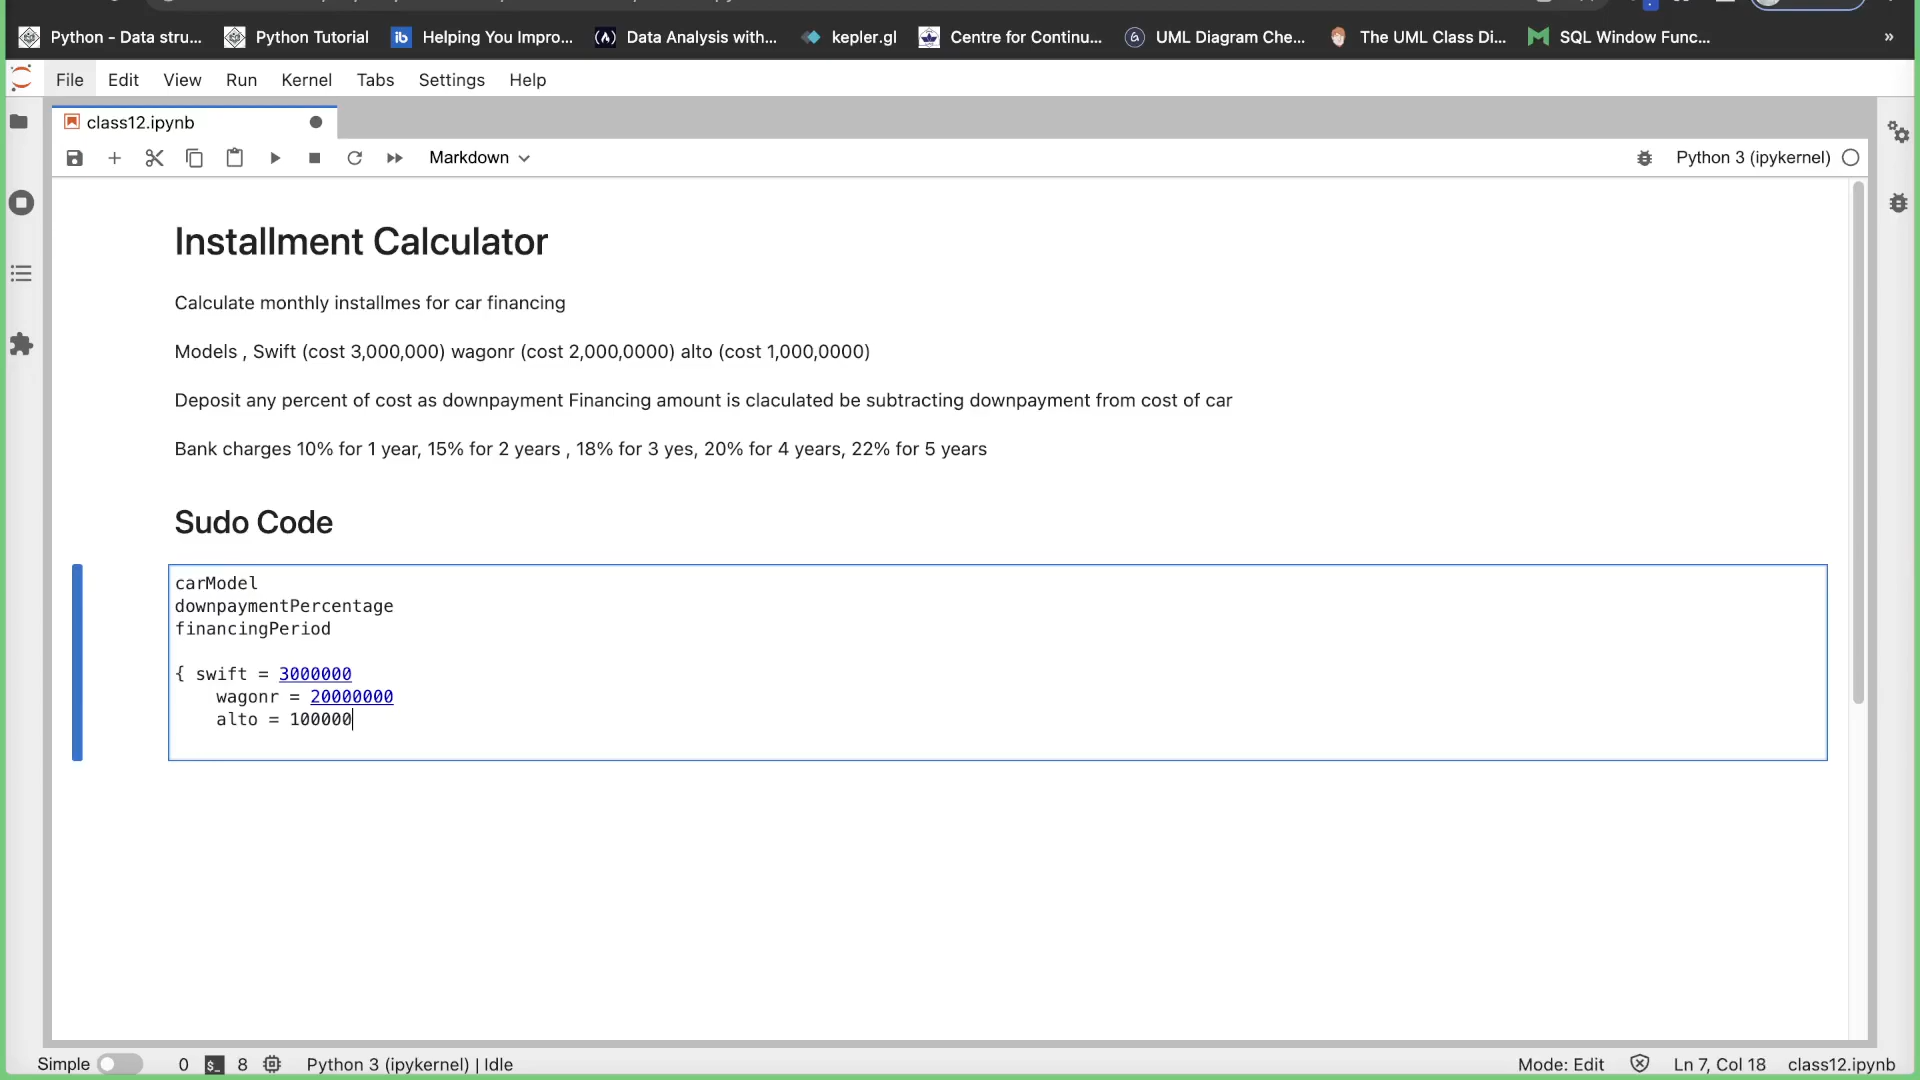 Python - Data stru...
Python Tutorial
ib
Helping You Impro...
Data Analysis with...
kepler.gl
Centre for Continu...
UML Diagram Che...
The UML Class Di...
SQL Window Func...
»
File
Edit
View
Run
Kernel
Tabs
Settings
Help
class12.ipynb
Markdown
Python 3 (ipykernel)
Installment Calculator
Calculate monthly installmes for car financing
Models , Swift (cost 3,000,000) wagonr (cost 2,000,0000) alto (cost 1,000,0000)
Deposit any percent of cost as downpayment Financing amount is claculated be subtracting downpayment from cost of car
Bank charges 10% for 1 year, 15% for 2 years , 18% for 3 yes, 20% for 4 years, 22% for 5 years
Sudo Code
carModel
downpaymentPercentage
financingPeriod
{ swift = 3000000
wagonr = 20000000
alto = 100000
Simple
0
$_
8
Python 3 (ipykernel) | Idle
Mode: Edit
Ln 7, Col 18
class12.ipynb